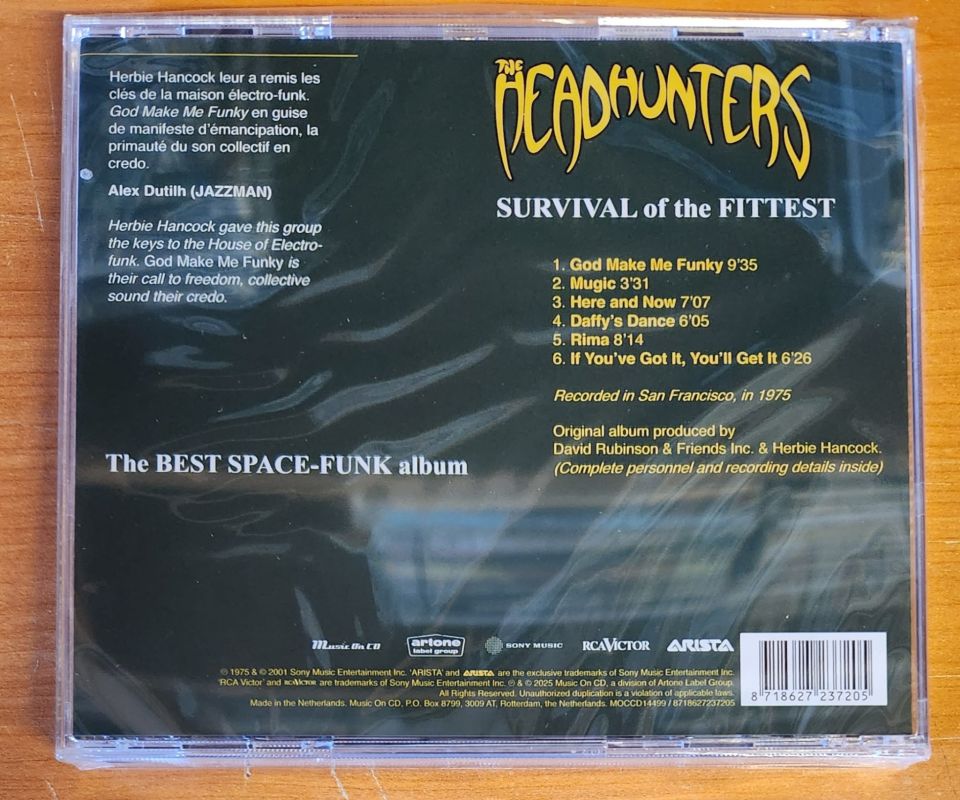 Herbie Hancock leur a remis les
clés de la maison électro-funk.
God Make Me Funky en guise
de manifeste d'émancipation, la
primauté du son collectif en
credo.
Alex Dutilh (JAZZMAN)
Herbie Hancock gave this group
the keys to the House of Electro-
funk. God Make Me Funky is
their call to freedom, collective
sound their credo.
The BEST SPACE-FUNK album
THE HEADHUNTERS
SURVIVAL of the FITTEST
1. God Make Me Funky 9'35
2. Mugic 3'31
3. Here and Now 7'07
4. Daffy's Dance 6'05
5. Rima 8'14
6. If You've Got It, You'll Get It 6'26
Recorded in San Francisco, in 1975
Original album produced by
David Rubinson & Friends Inc. & Herbie Hancock.
(Complete personnel and recording details inside)
Music On CD artone label group SONY MUSIC RCA VICTOR ARISTA
℗ 1975 & © 2001 Sony Music Entertainment Inc. 'ARISTA' and ARISTA are the exclusive trademarks of Sony Music Entertainment Inc.
'RCA Victor' and RCA VICTOR are trademarks of Sony Music Entertainment Inc. ℗ & © 2025 Music On CD, a division of Artone Label Group.
All Rights Reserved. Unauthorized duplication is a violation of applicable laws.
Made in the Netherlands. Music On CD, P.O. Box 8799, 3009 AT, Rotterdam, the Netherlands. MOCCD14499 / 8718627237205
8 718627 237205